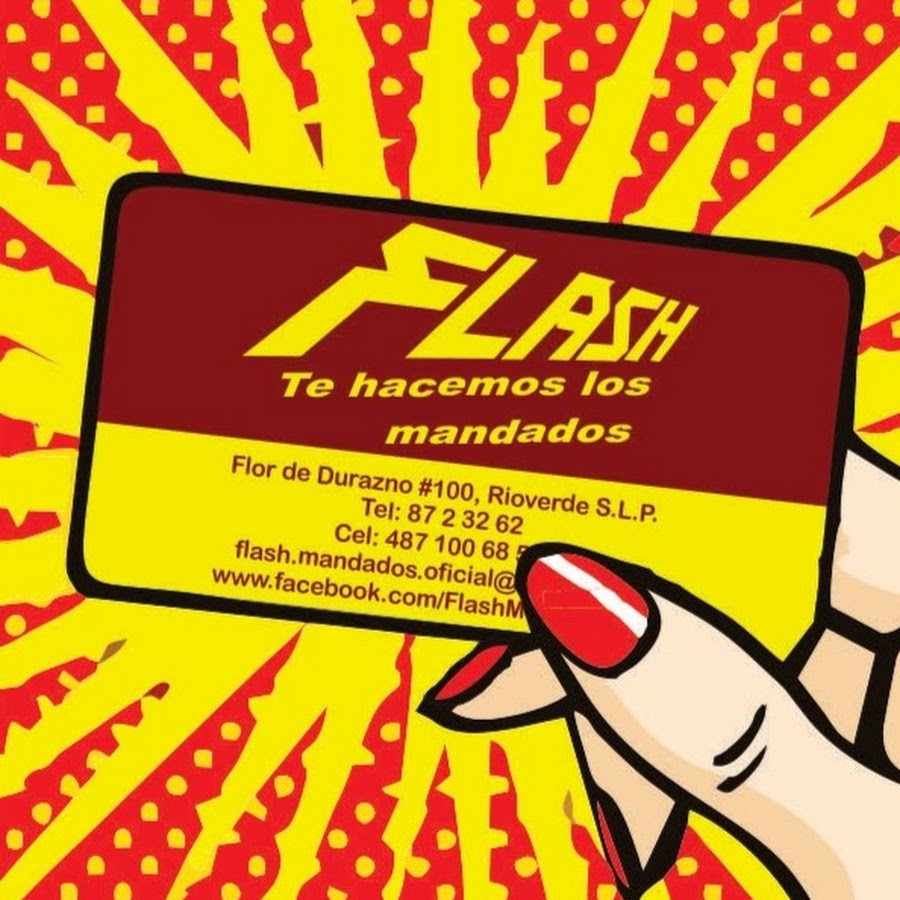 FLASH
Te hacemos los
mandados
Flor de Durazno #100, Rioverde S.L.P.
Tel: 87 2 32 62
Cel: 487 100 68
flash.mandados.oficial@
www.facebook.com/FlashM